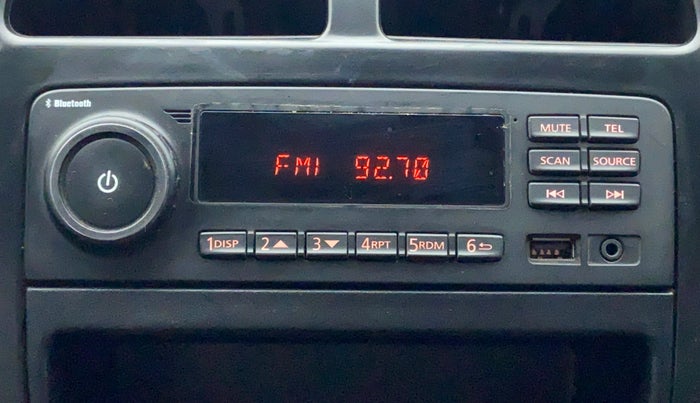 Bluetooth
FM1 92.70
MUTE TEL
SCAN SOURCE
1DISP 2 3 4RPT 5RDM 6